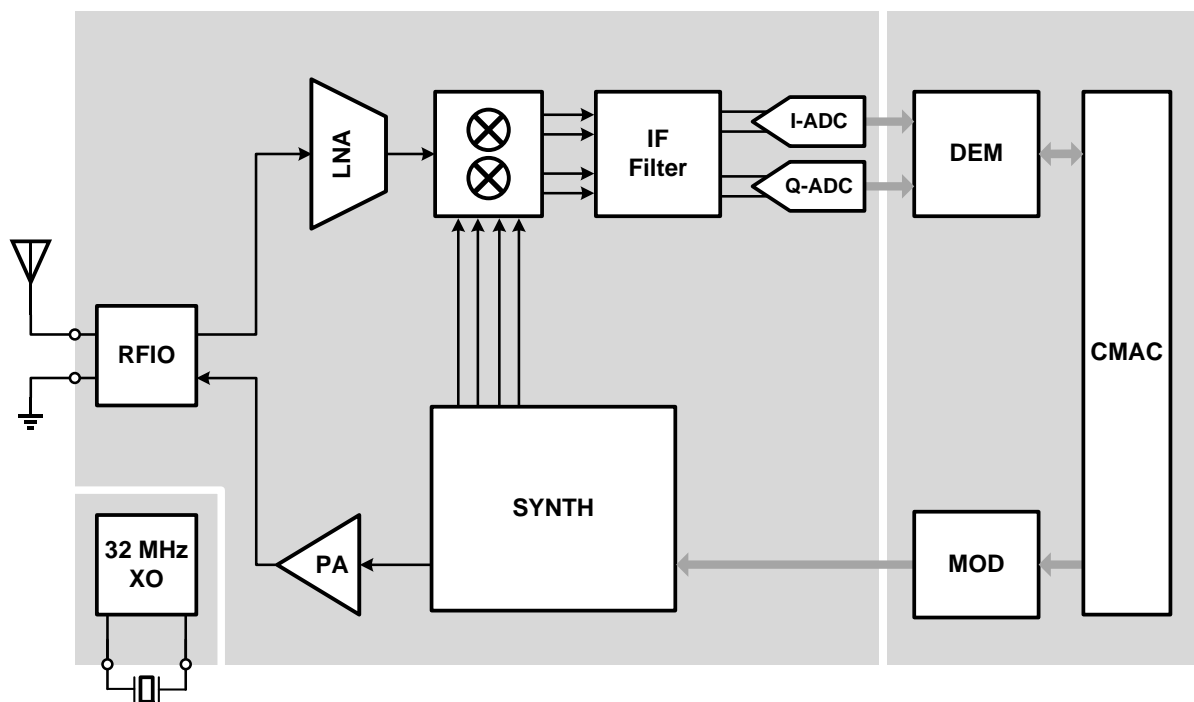 LNA
IF
Filter
I-ADC
Q-ADC
DEM
CMAC
RFIO
SYNTH
32 MHz
XO
PA
MOD